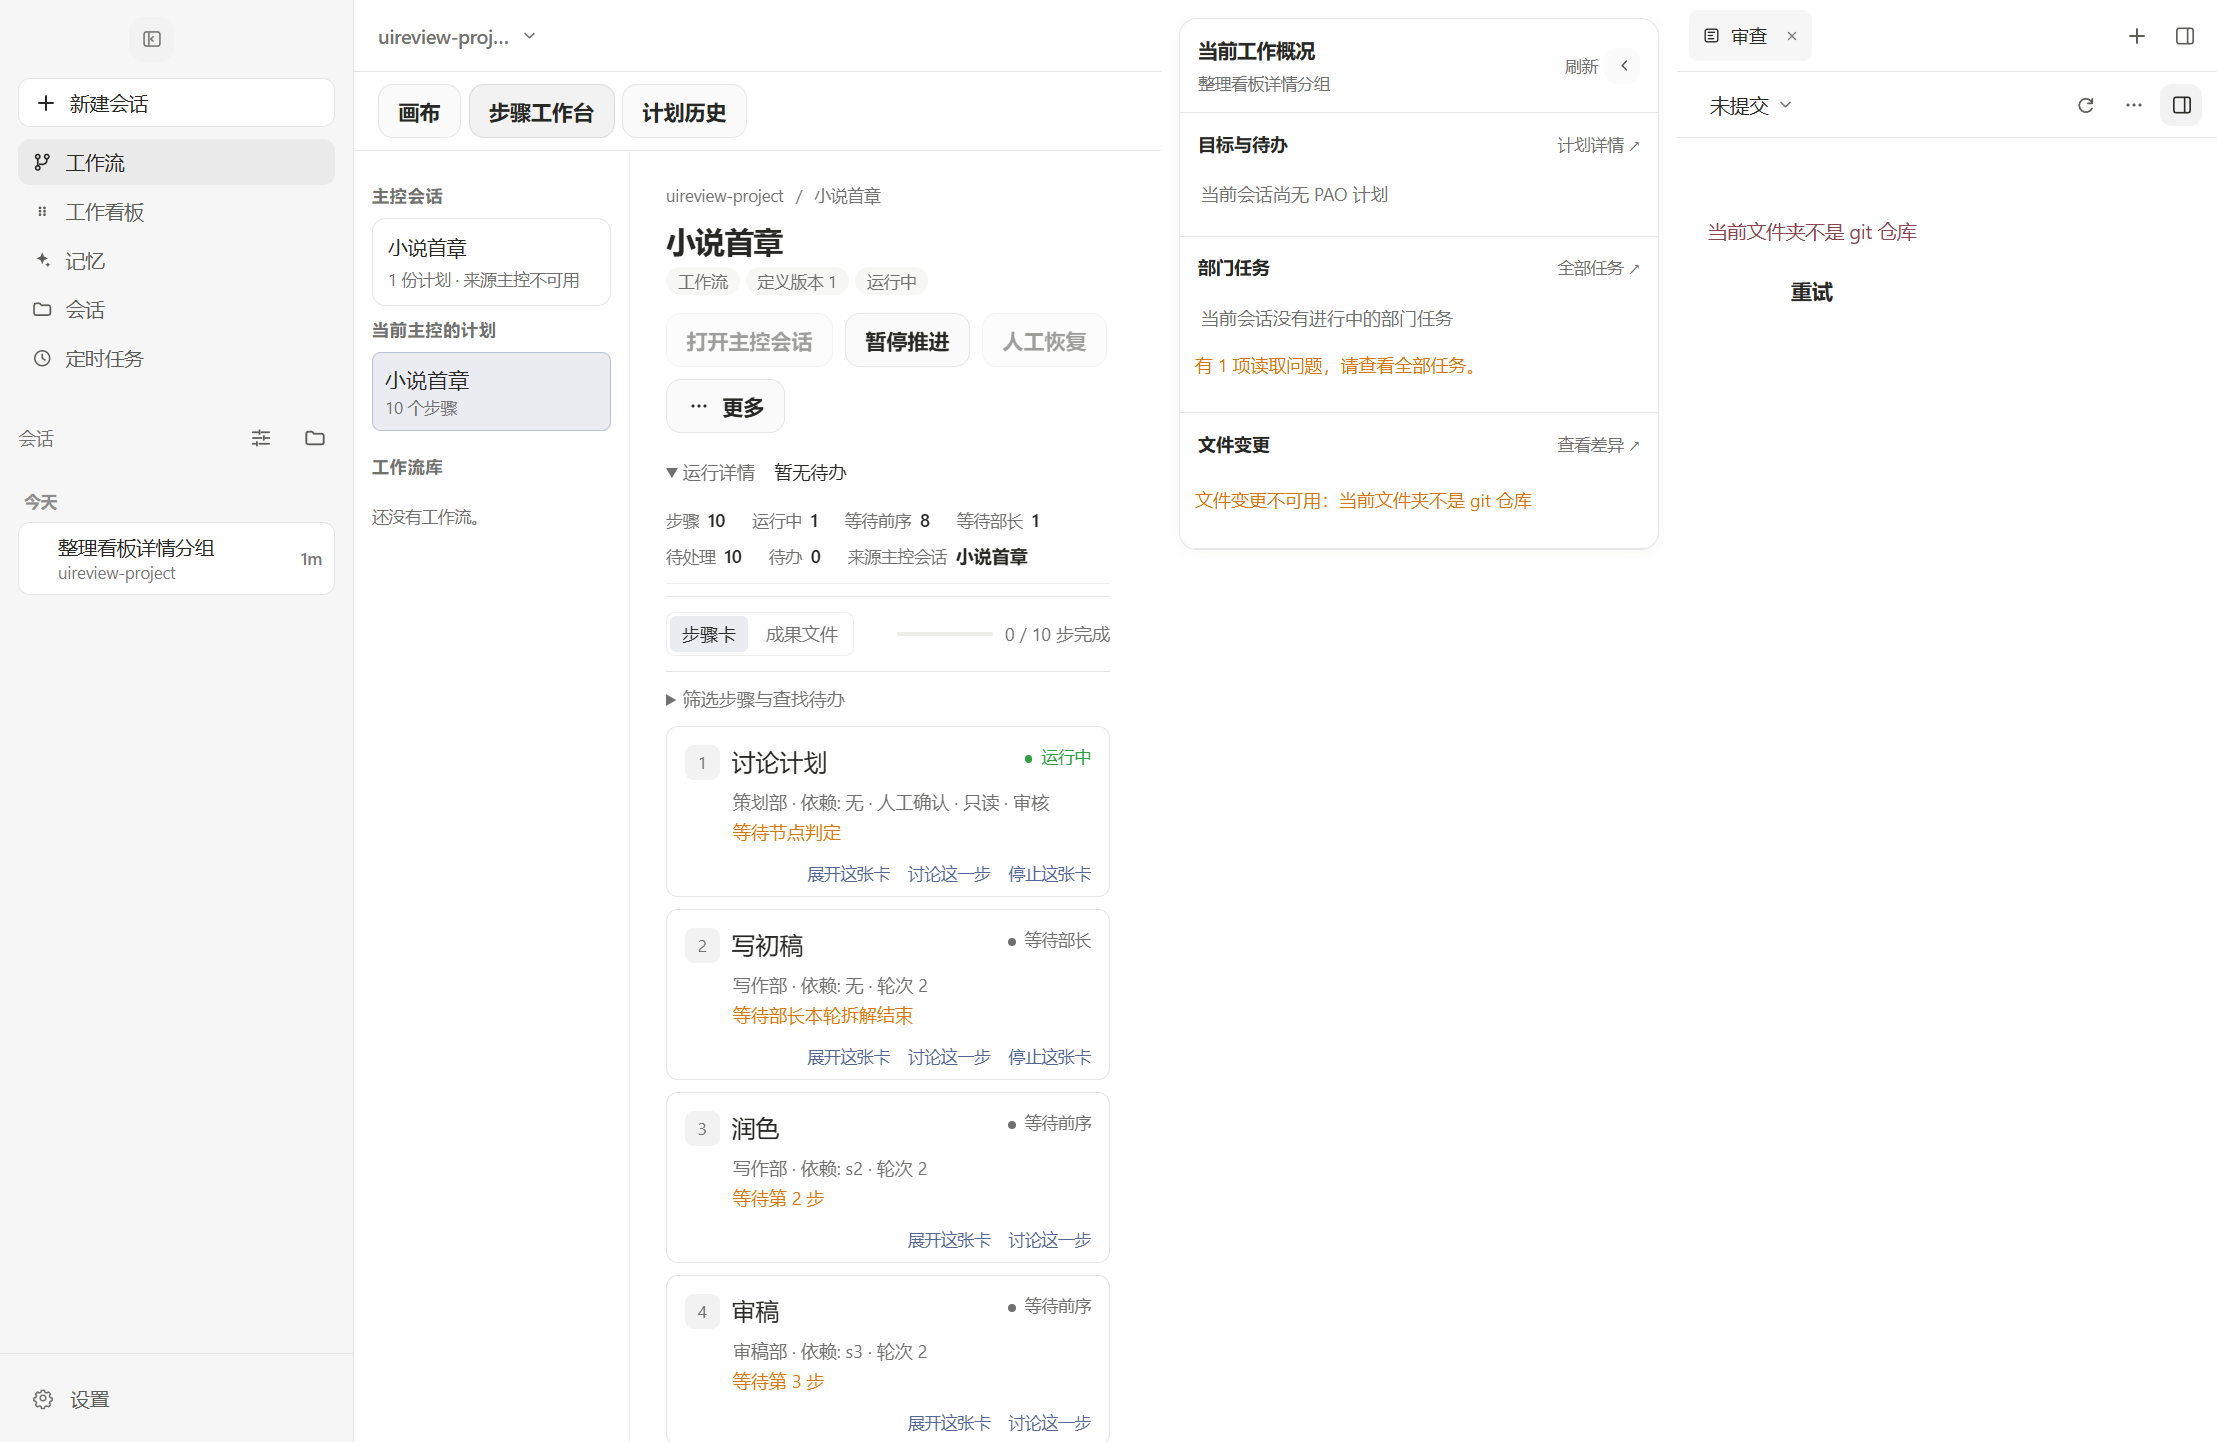 新建会话
工作流
工作看板
记忆
会话
定时任务
会话
今天
整理看板详情分组
uireview-project
1m
设置
uireview-proj...
画布 步骤工作台 计划历史
主控会话
小说首章
1 份计划 · 来源主控不可用
当前主控的计划
小说首章
10 个步骤
工作流库
还没有工作流。
uireview-project / 小说首章
小说首章
工作流 定义版本 1 运行中
打开主控会话 暂停推进 人工恢复
··· 更多
▼运行详情 暂无待办
步骤 10 运行中 1 等待前序 8 等待部长 1
待处理 10 待办 0 来源主控会话 小说首章
步骤卡 成果文件 0 / 10 步完成
▶ 筛选步骤与查找待办
1 讨论计划 运行中
策划部 · 依赖: 无 · 人工确认 · 只读 · 审核
等待节点判定
展开这张卡 讨论这一步 停止这张卡
2 写初稿 等待部长
写作部 · 依赖: 无 · 轮次 2
等待部长本轮拆解结束
展开这张卡 讨论这一步 停止这张卡
3 润色 等待前序
写作部 · 依赖: s2 · 轮次 2
等待第 2 步
展开这张卡 讨论这一步
4 审稿 等待前序
审稿部 · 依赖: s3 · 轮次 2
等待第 3 步
展开这张卡 讨论这一步
当前工作概况
整理看板详情分组
刷新
目标与待办 计划详情 ↗
当前会话尚无 PAO 计划
部门任务 全部任务 ↗
当前会话没有进行中的部门任务
有 1 项读取问题，请查看全部任务。
文件变更 查看差异 ↗
文件变更不可用：当前文件夹不是 git 仓库
审查 ×
未提交
当前文件夹不是 git 仓库
重试